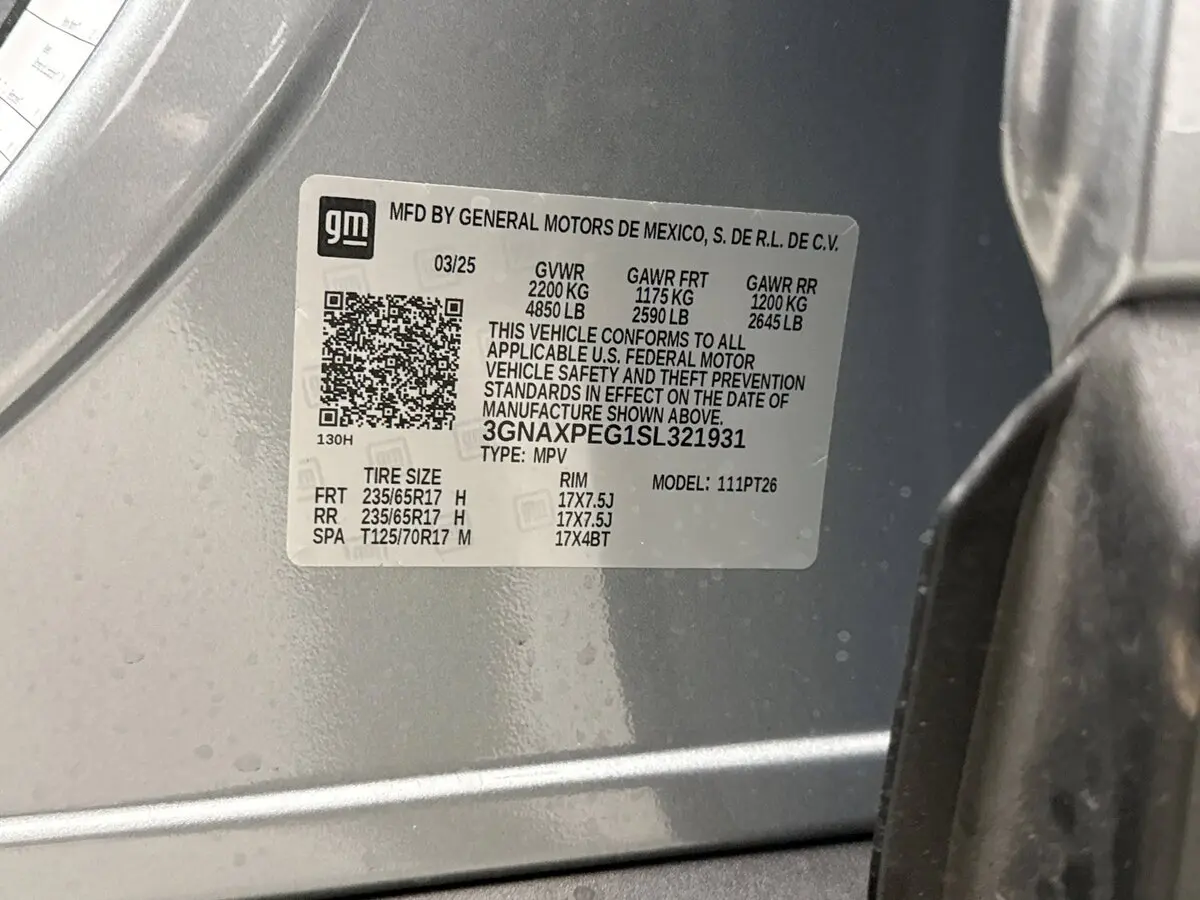 gm MFD BY GENERAL MOTORS DE MEXICO, S. DE R.L. DE C.V.
03/25 GVWR GAWR FRT GAWR RR
2200 KG 1175 KG 1200 KG
4850 LB 2590 LB 2645 LB
THIS VEHICLE CONFORMS TO ALL
APPLICABLE U.S. FEDERAL MOTOR
VEHICLE SAFETY AND THEFT PREVENTION
STANDARDS IN EFFECT ON THE DATE OF
MANUFACTURE SHOWN ABOVE.
130H 3GNAXPEG1SL321931
TYPE: MPV
TIRE SIZE RIM MODEL: 111PT26
FRT 235/65R17 H 17X7.5J
RR 235/65R17 H 17X7.5J
SPA T125/70R17 M 17X4BT